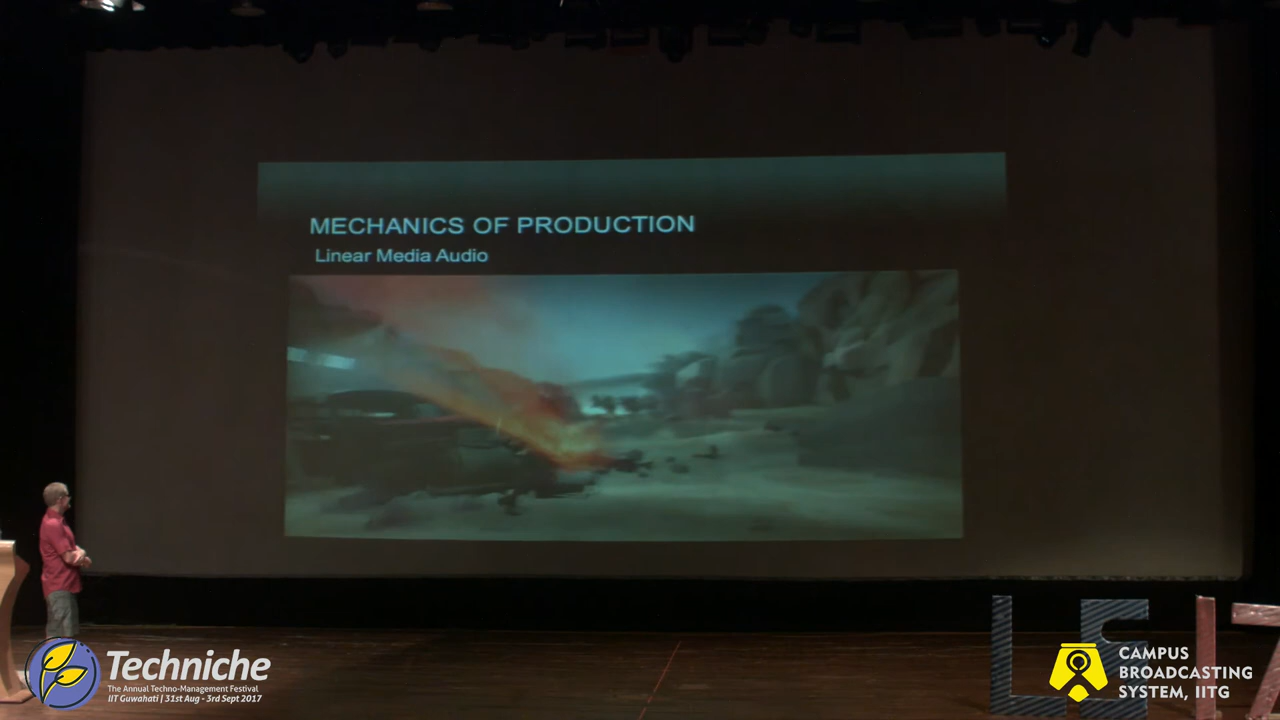 MECHANICS OF PRODUCTION
Linear Media Audio
Techniche
The Annual Techno-Management Festival
IIT Guwahati | 31st Aug - 3rd Sept 2017
CAMPUS
BROADCASTING
SYSTEM, IITG